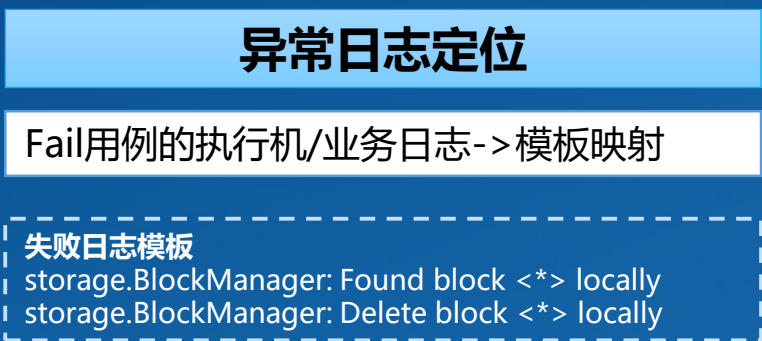 异常日志定位
Fail用例的执行机/业务日志->模板映射
失败日志模板
storage.BlockManager: Found block <*> locally
storage.BlockManager: Delete block <*> locally